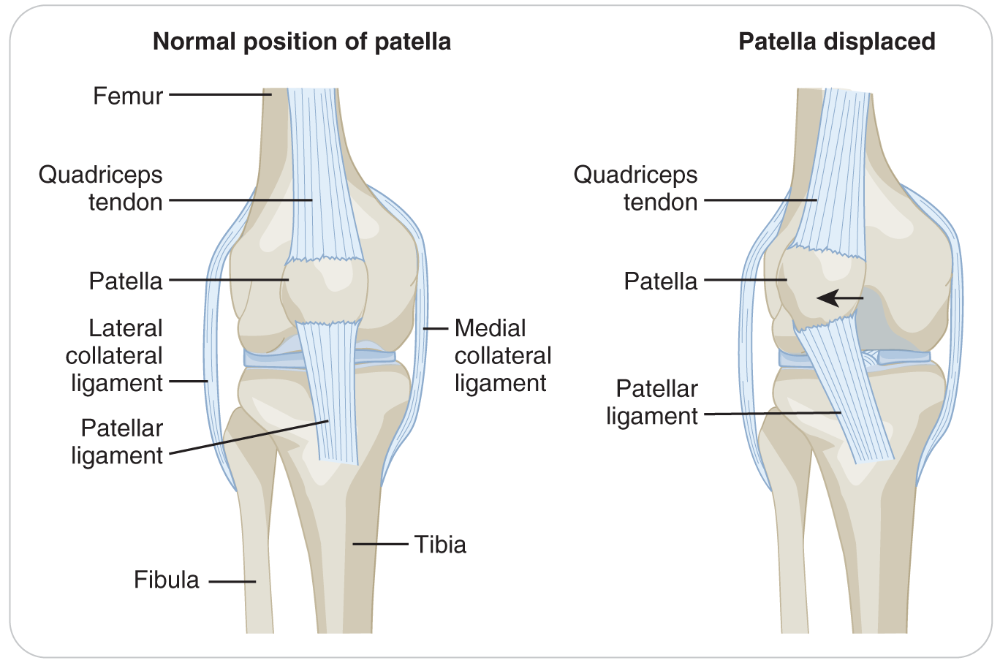 Normal position of patella
Femur
Quadriceps
tendon
Patella
Lateral
collateral
ligament
Patellar
ligament
Medial
collateral
ligament
Tibia
Fibula
Patella displaced
Quadriceps
tendon
Patella
Patellar
ligament